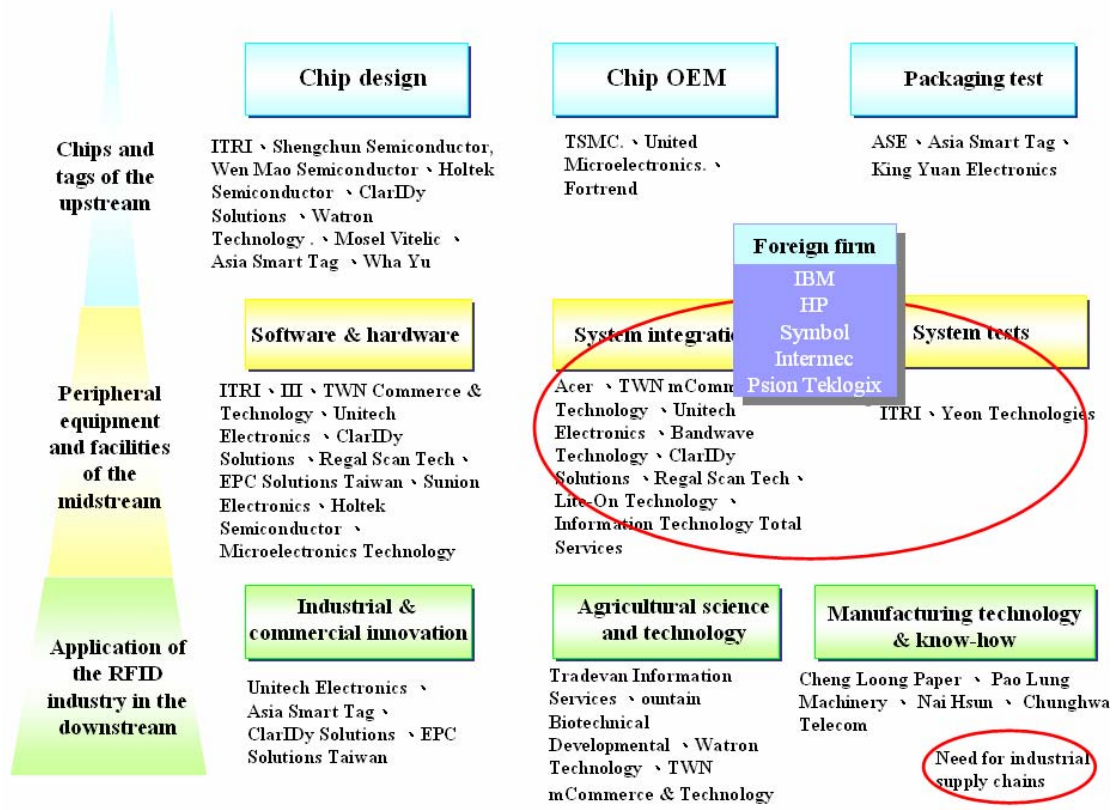 Chip design
Chip OEM
Packaging test
Chips and
tags of the
upstream
ITRI、Shengchun Semiconductor,
Wen Mao Semiconductor、Holtek
Semiconductor、ClarIDy
Solutions、Watron
Technology .、Mosel Vitelic、
Asia Smart Tag、Wha Yu
TSMC.、United
Microelectronics.、
Fortrend
ASE、Asia Smart Tag、
King Yuan Electronics
Foreign firm
IBM
HP
Symbol
Intermec
Psion Teklogix
Peripheral
equipment
and facilities
of the
midstream
Software & hardware
System integratio
System tests
ITRI、III、TWN Commerce &
Technology、Unitech
Electronics、ClarIDy
Solutions、Regal Scan Tech、
EPC Solutions Taiwan、Sunion
Electronics、Holtek
Semiconductor、
Microelectronics Technology
Acer、TWN mComm
Technology、Unitech
Electronics、Bandwave
Technology、ClarIDy
Solutions、Regal Scan Tech、
Lite-On Technology、
Information Technology Total
Services
ITRI、Yeon Technologies
Application of
the RFID
industry in the
downstream
Industrial &
commercial innovation
Agricultural science
and technology
Manufacturing technology
& know-how
Unitech Electronics、
Asia Smart Tag、
ClarIDy Solutions、EPC
Solutions Taiwan
Tradevan Information
Services、ountain
Biotechnical
Developmental、Watron
Technology、TWN
mCommerce & Technology
Cheng Loong Paper、Pao Lung
Machinery、Nai Hsun、Chunghwa
Telecom
Need for industrial
supply chains